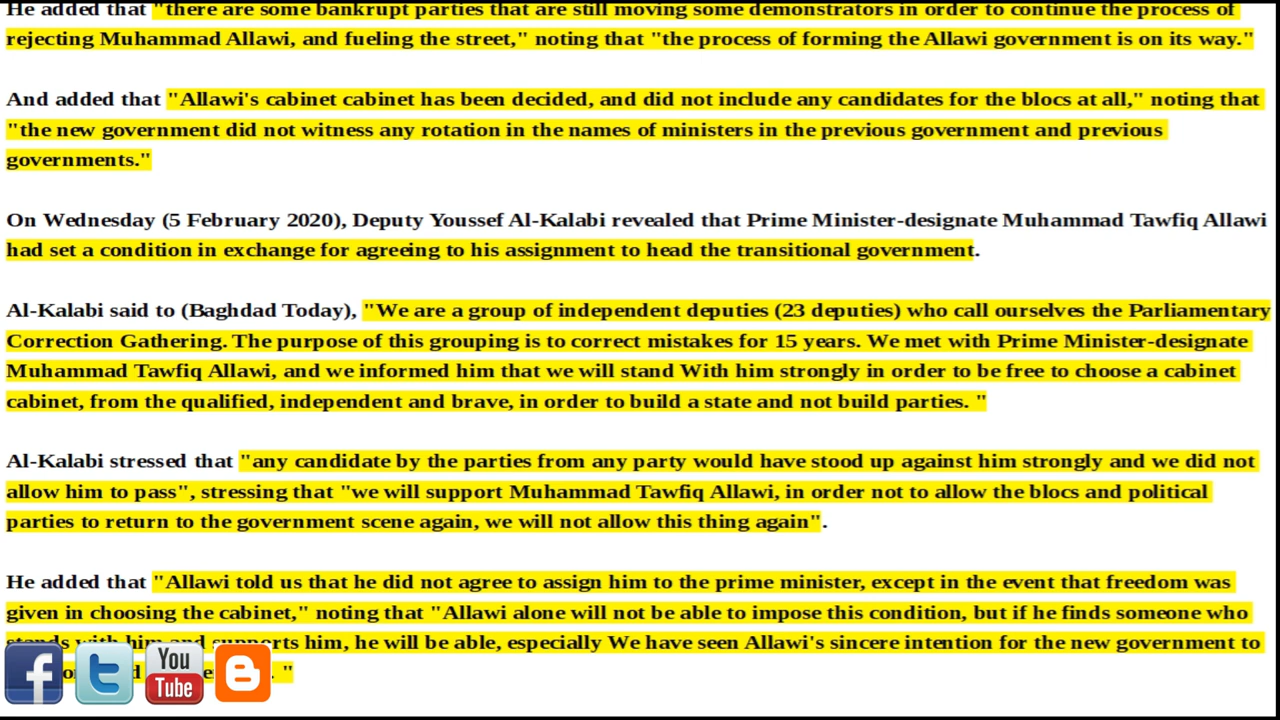 He added that "there are some bankrupt parties that are still moving some demonstrators in order to continue the process of
rejecting Muhammad Allawi, and fueling the street," noting that "the process of forming the Allawi government is on its way."
And added that "Allawi's cabinet cabinet has been decided, and did not include any candidates for the blocs at all," noting that
"the new government did not witness any rotation in the names of ministers in the previous government and previous
governments."
On Wednesday (5 February 2020), Deputy Youssef Al-Kalabi revealed that Prime Minister-designate Muhammad Tawfiq Allawi
had set a condition in exchange for agreeing to his assignment to head the transitional government.
Al-Kalabi said to (Baghdad Today), "We are a group of independent deputies (23 deputies) who call ourselves the Parliamentary
Correction Gathering. The purpose of this grouping is to correct mistakes for 15 years. We met with Prime Minister-designate
Muhammad Tawfiq Allawi, and we informed him that we will stand With him strongly in order to be free to choose a cabinet
cabinet, from the qualified, independent and brave, in order to build a state and not build parties. "
Al-Kalabi stressed that "any candidate by the parties from any party would have stood up against him strongly and we did not
allow him to pass", stressing that "we will support Muhammad Tawfiq Allawi, in order not to allow the blocs and political
parties to return to the government scene again, we will not allow this thing again".
He added that "Allawi told us that he did not agree to assign him to the prime minister, except in the event that freedom was
given in choosing the cabinet," noting that "Allawi alone will not be able to impose this condition, but if he finds someone who
stands with him and supports him, he will be able, especially We have seen Allawi's sincere intention for the new government to
. "
You
Tube